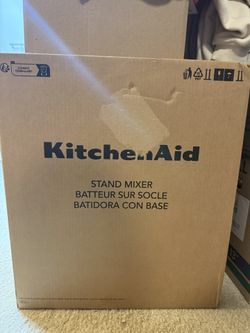 KitchenAid
STAND MIXER
BATTEUR SUR SOCLE
BATIDORA CON BASE